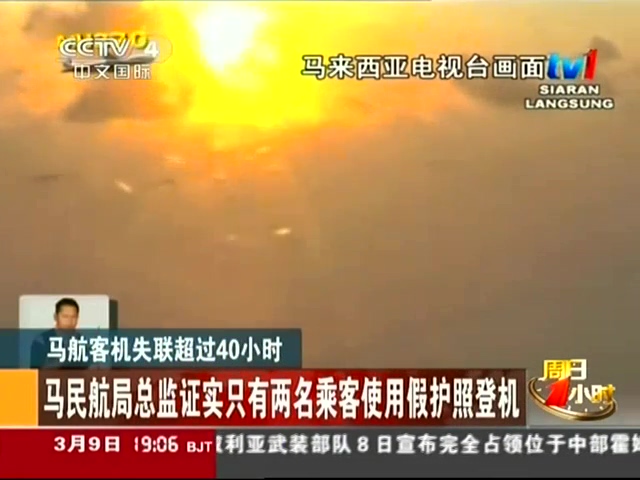 CCTV 4
中文国际
马来西亚电视台画面
tv1
SIARAN
LANGSUNG
马航客机失联超过40小时
马民航局总监证实只有两名乘客使用假护照登机
周日
1小时
3月9日 19:06 BJT
利亚武装部队8日宣布完全占领位于中部霍